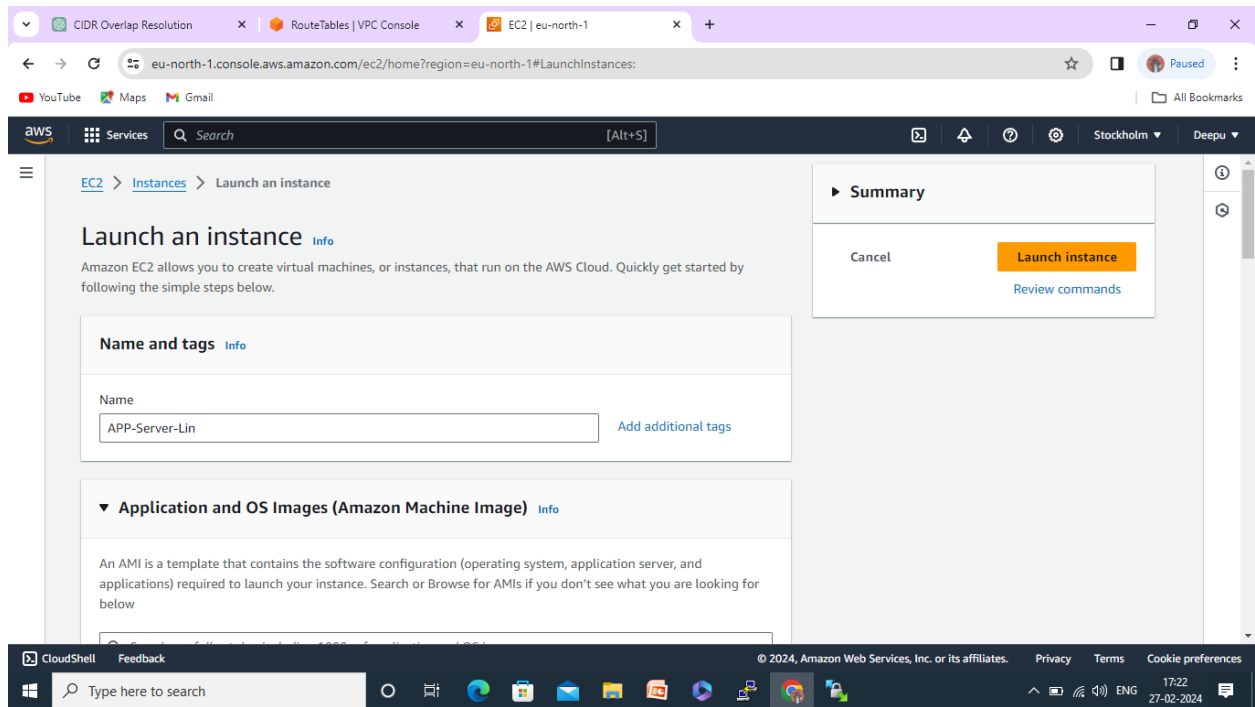 CIDR Overlap Resolution
RouteTables | VPC Console
EC2 | eu-north-1
eu-north-1.console.aws.amazon.com/ec2/home?region=eu-north-1#LaunchInstances:
Paused
YouTube
Maps
Gmail
All Bookmarks
aws
Services
Search
[Alt+S]
Stockholm
Deepu
EC2 > Instances > Launch an instance
Launch an instance Info
Amazon EC2 allows you to create virtual machines, or instances, that run on the AWS Cloud. Quickly get started by
following the simple steps below.
Name and tags Info
Name
APP-Server-Lin
Add additional tags
Application and OS Images (Amazon Machine Image) Info
An AMI is a template that contains the software configuration (operating system, application server, and
applications) required to launch your instance. Search or Browse for AMIs if you don't see what you are looking for
below
Summary
Cancel
Launch instance
Review commands
CloudShell
Feedback
© 2024, Amazon Web Services, Inc. or its affiliates.
Privacy
Terms
Cookie preferences
Type here to search
ENG
17:22
27-02-2024